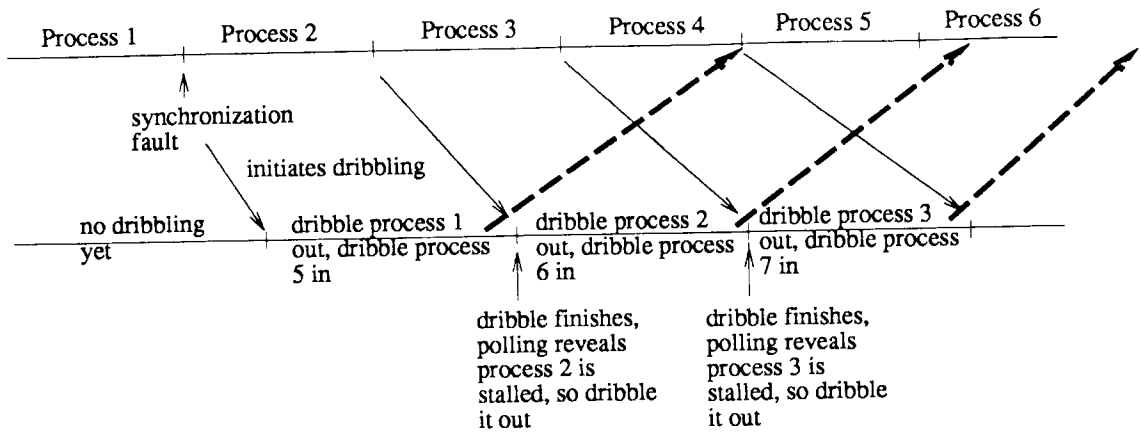 Process 1 Process 2 Process 3 Process 4 Process 5 Process 6
synchronization
fault
initiates dribbling
no dribbling
yet
dribble process 1
out, dribble process
5 in
dribble process 2
out, dribble process
6 in
dribble process 3
out, dribble process
7 in
dribble finishes,
polling reveals
process 2 is
stalled, so dribble
it out
dribble finishes,
polling reveals
process 3 is
stalled, so dribble
it out